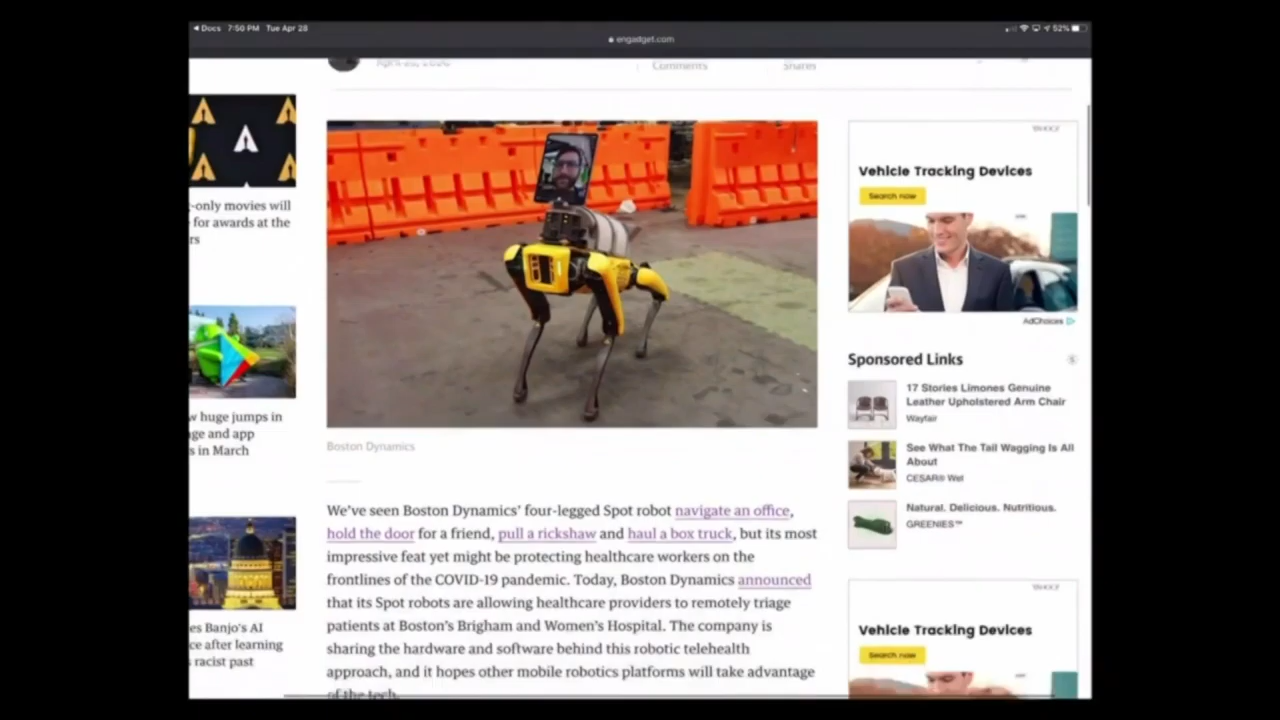 Docs 7:50 PM Tue Apr 28
engadget.com
52%
Comments
Shares
-only movies will
for awards at the
rs
w huge jumps in
ge and app
s in March
es Banjo's AI
ce after learning
racist past
Boston Dynamics
We've seen Boston Dynamics' four-legged Spot robot navigate an office,
hold the door for a friend, pull a rickshaw and haul a box truck, but its most
impressive feat yet might be protecting healthcare workers on the
frontlines of the COVID-19 pandemic. Today, Boston Dynamics announced
that its Spot robots are allowing healthcare providers to remotely triage
patients at Boston's Brigham and Women's Hospital. The company is
sharing the hardware and software behind this robotic telehealth
approach, and it hopes other mobile robotics platforms will take advantage
of the tech.
YAHOO!
Vehicle Tracking Devices
Search now
AdChoices
Sponsored Links
17 Stories Limones Genuine
Leather Upholstered Arm Chair
Wayfair
See What The Tail Wagging Is All
About
CESAR® Wet
Natural. Delicious. Nutritious.
GREENIES™
YAHOO!
Vehicle Tracking Devices
Search now